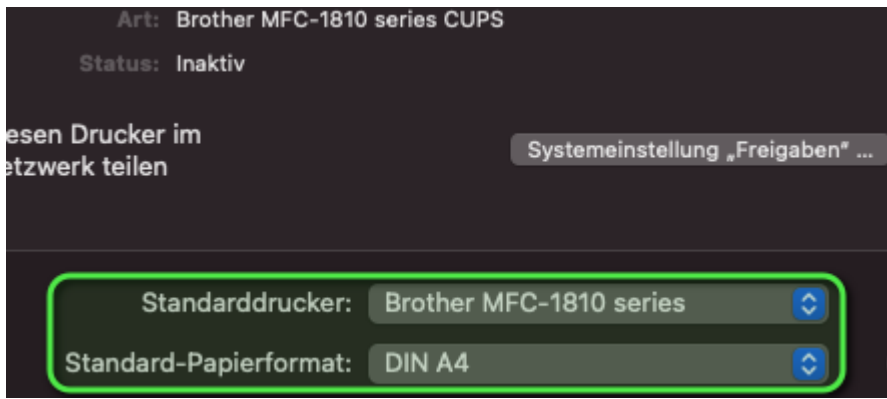 Art: Brother MFC-1810 series CUPS
Status: Inaktiv
esen Drucker im
etzwerk teilen
Systemeinstellung „Freigaben“ ...
Standarddrucker: Brother MFC-1810 series
Standard-Papierformat: DIN A4